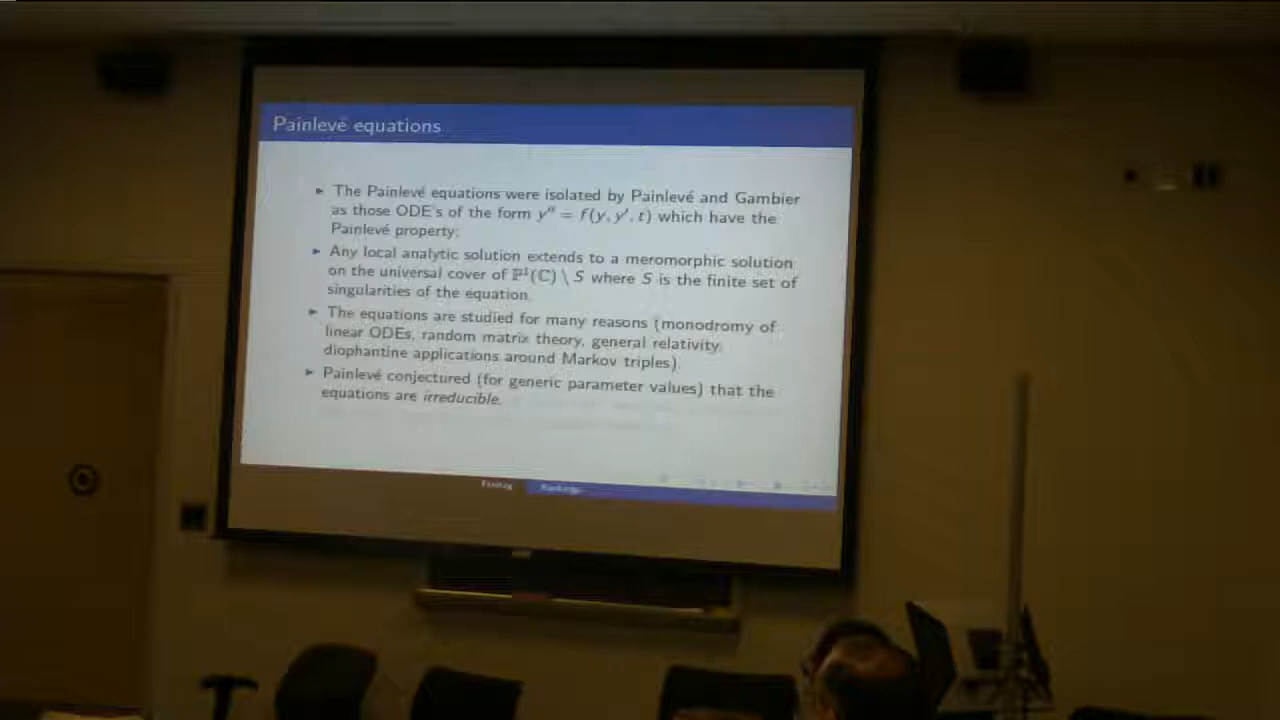 Painlevé equations
► The Painlevé equations were isolated by Painlevé and Gambier
as those ODE's of the form y'' = f(y, y', t) which have the
Painlevé property:
► Any local analytic solution extends to a meromorphic solution
on the universal cover of ℙ¹(ℂ) \ S where S is the finite set of
singularities of the equation.
► The equations are studied for many reasons (monodromy of
linear ODEs, random matrix theory, general relativity,
diophantine applications around Markov triples).
► Painlevé conjectured (for generic parameter values) that the
equations are irreducible.